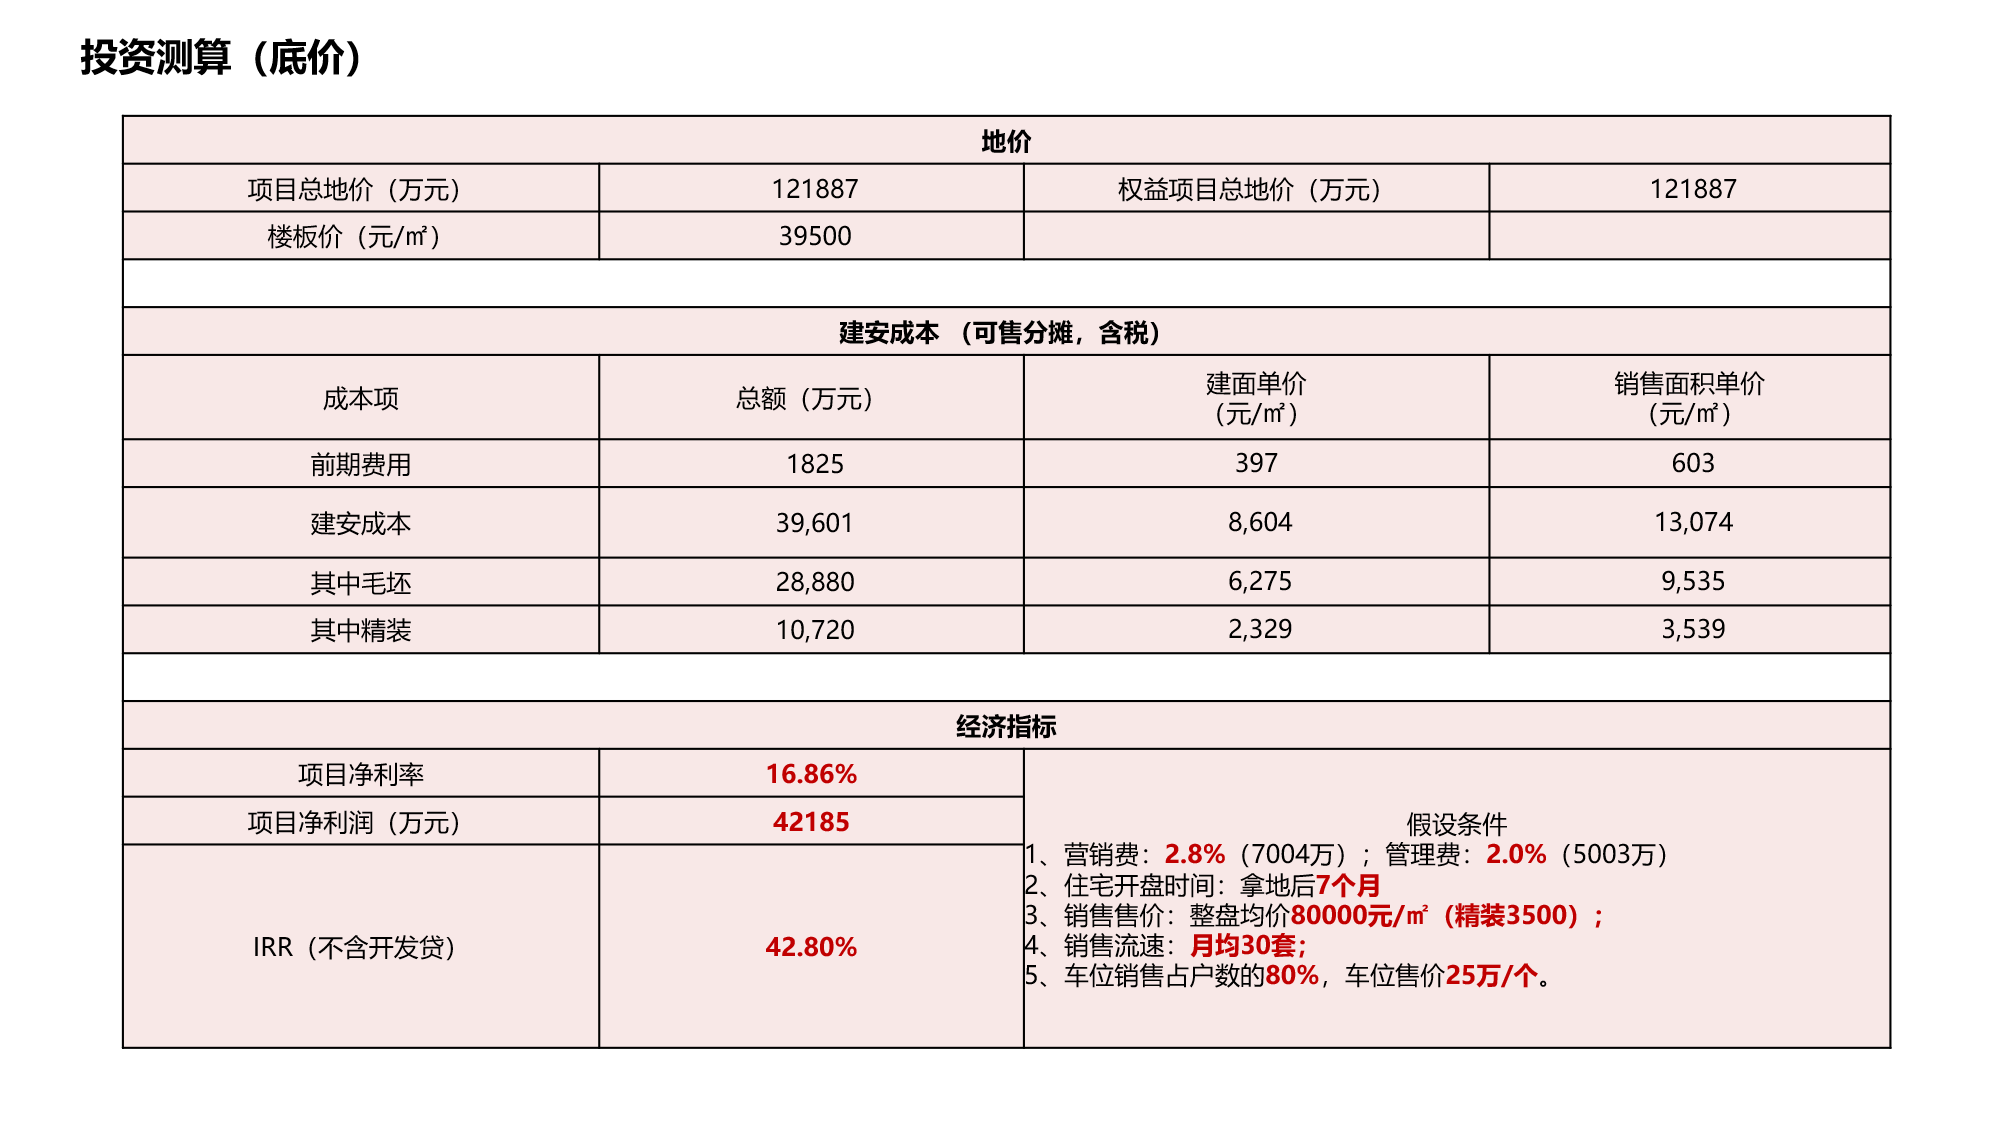 投资测算（底价）
地价
项目总地价（万元） 121887 权益项目总地价（万元） 121887
楼板价（元/㎡） 39500
建安成本 （可售分摊，含税）
成本项 总额（万元） 建面单价（元/㎡） 销售面积单价（元/㎡）
前期费用 1825 397 603
建安成本 39,601 8,604 13,074
其中毛坯 28,880 6,275 9,535
其中精装 10,720 2,329 3,539
经济指标
项目净利率 16.86%
项目净利润（万元） 42185
IRR（不含开发贷） 42.80%
假设条件
1、营销费：2.8%（7004万）；管理费：2.0%（5003万）
2、住宅开盘时间：拿地后7个月
3、销售售价：整盘均价80000元/㎡（精装3500）；
4、销售流速：月均30套；
5、车位销售占户数的80%，车位售价25万/个。